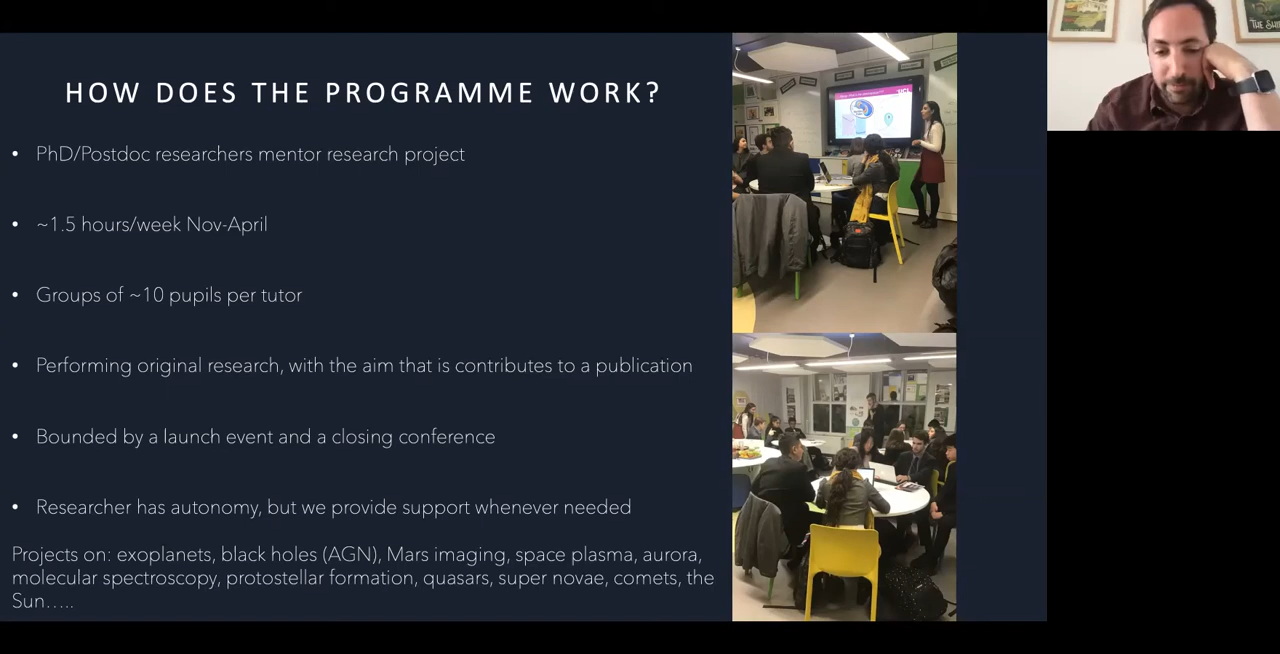 HOW DOES THE PROGRAMME WORK?
• PhD/Postdoc researchers mentor research project
• ~1.5 hours/week Nov-April
• Groups of ~10 pupils per tutor
• Performing original research, with the aim that is contributes to a publication
• Bounded by a launch event and a closing conference
• Researcher has autonomy, but we provide support whenever needed
Projects on: exoplanets, black holes (AGN), Mars imaging, space plasma, aurora,
molecular spectroscopy, protostellar formation, quasars, super novae, comets, the
Sun.....
UCL
THE